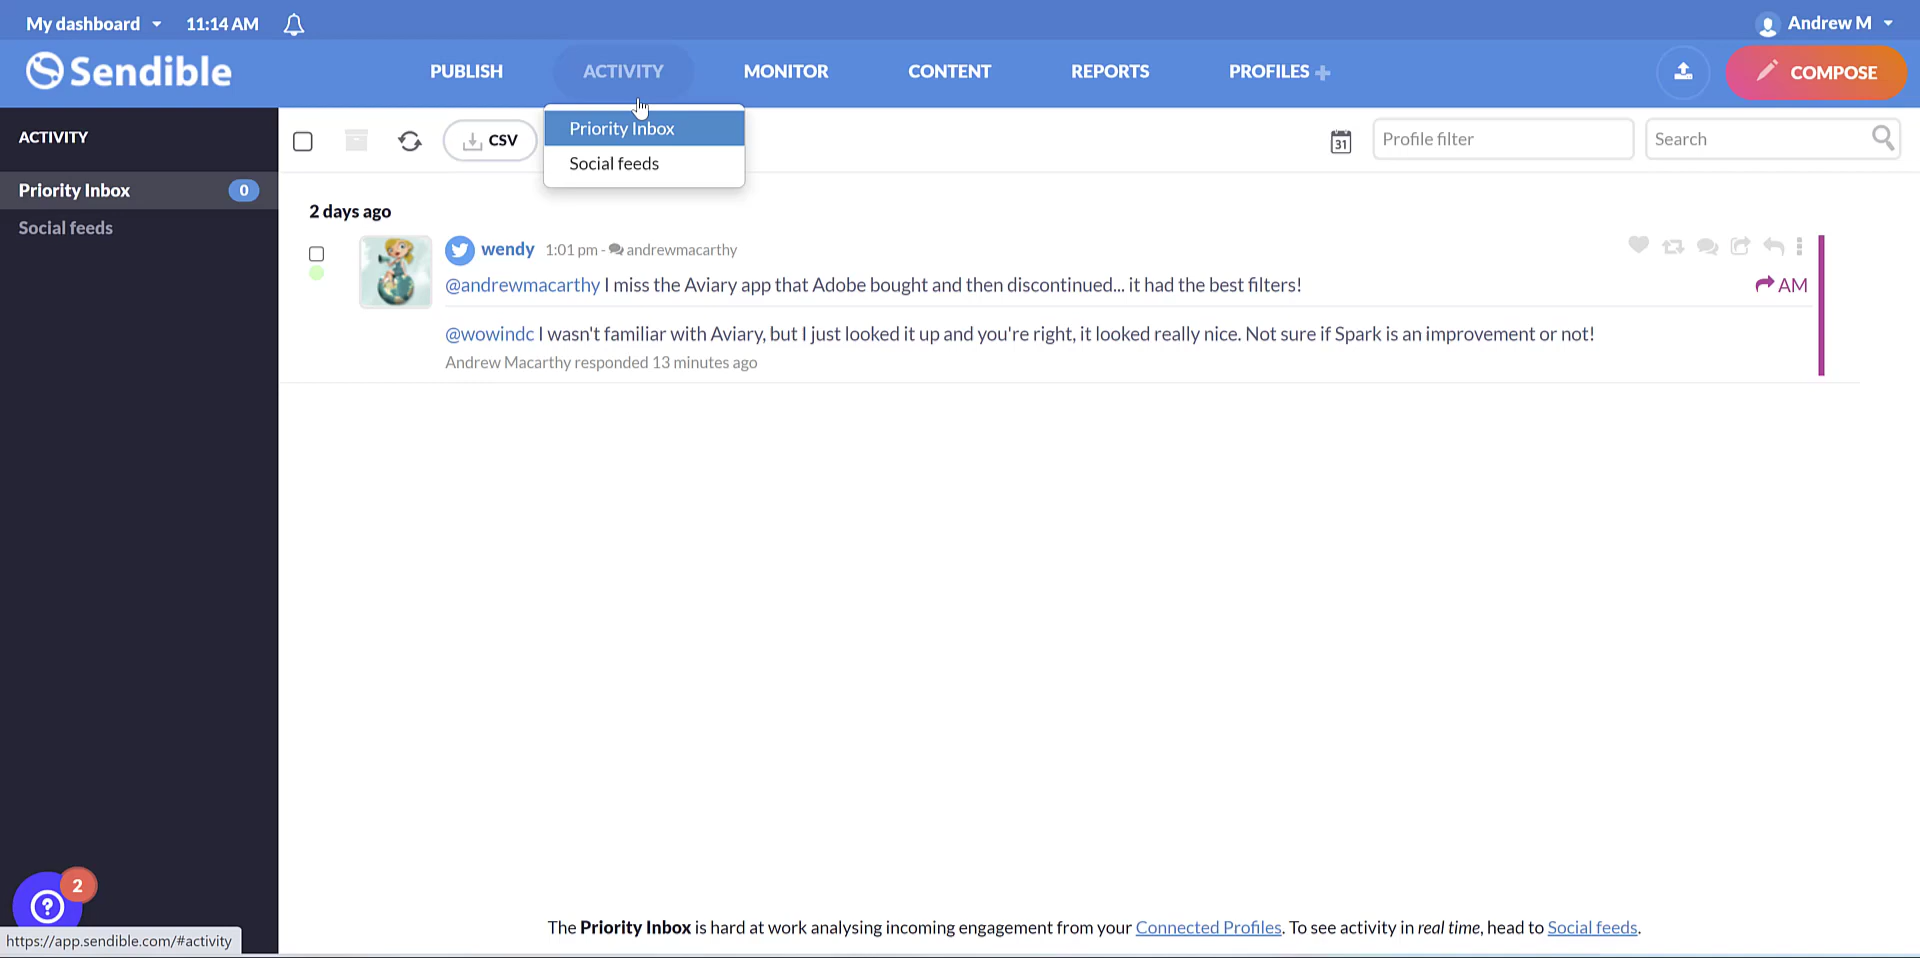 My dashboard 11:14 AM Andrew M
Sendible PUBLISH ACTIVITY MONITOR CONTENT REPORTS PROFILES COMPOSE
ACTIVITY
CSV
Priority Inbox
Social feeds
31
Profile filter
Search
Priority Inbox 0
Social feeds
2 days ago
wendy 1:01 pm - andrewmacarthy
@andrewmacarthy I miss the Aviary app that Adobe bought and then discontinued... it had the best filters!
AM
@wowindc I wasn't familiar with Aviary, but I just looked it up and you're right, it looked really nice. Not sure if Spark is an improvement or not!
Andrew Macarthy responded 13 minutes ago
2
?
The Priority Inbox is hard at work analysing incoming engagement from your Connected Profiles. To see activity in real time, head to Social feeds.
https://app.sendible.com/#activity